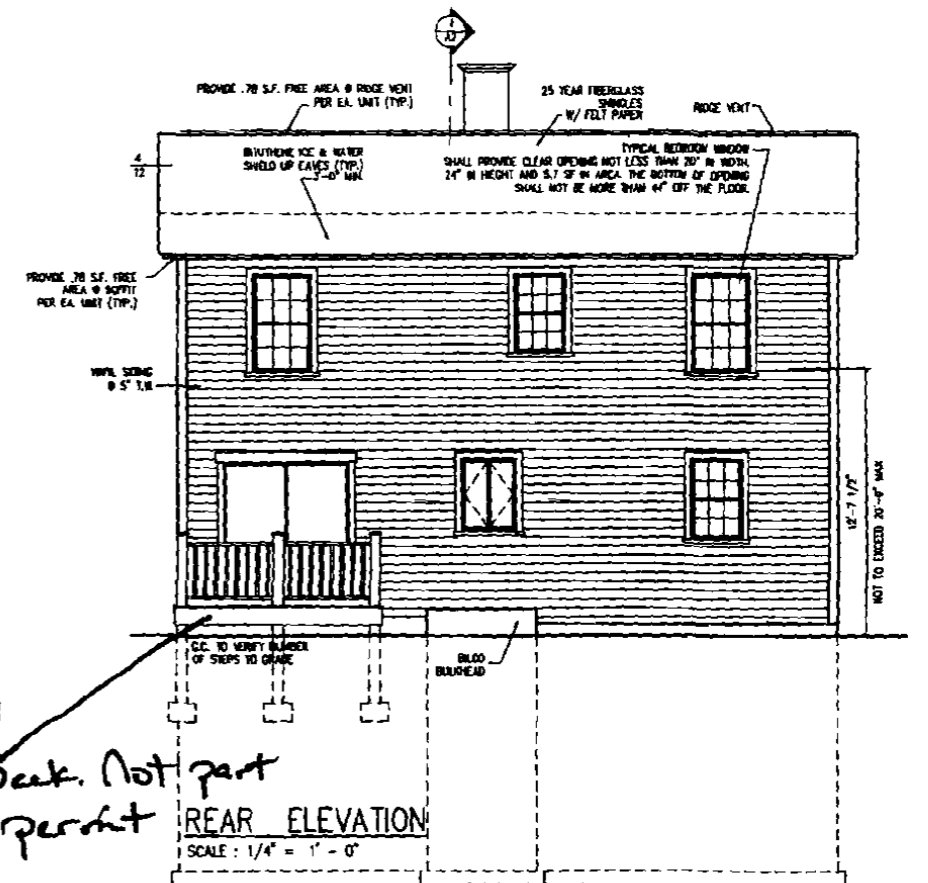 4
A2
PROVIDE .78 S.F. FREE AREA @ RIDGE VENT
PER EA. UNIT (TYP.)
25 YEAR FIBERGLASS
SHINGLES
W/ FELT PAPER
RIDGE VENT
4
12
BITUTHENE ICE & WATER
SHIELD UP EAVES (TYP.)
3'-0" MIN.
TYPICAL BEDROOM WINDOW
SHALL PROVIDE CLEAR OPENING NOT LESS THAN 20" IN WIDTH,
24" IN HEIGHT AND 5.7 SF IN AREA. THE BOTTOM OF OPENING
SHALL NOT BE MORE THAN 44" OFF THE FLOOR.
PROVIDE .78 S.F. FREE
AREA @ SOFFIT
PER EA. UNIT (TYP.)
VINYL SIDING
@ 5" T.W.
12'-7 1/2"
NOT TO EXCEED 20'-0" MAX
G.C. TO VERIFY NUMBER
OF STEPS TO GRADE
BILCO
BULKHEAD
Deck. Not part
permit
REAR ELEVATION
SCALE : 1/4" = 1' - 0"